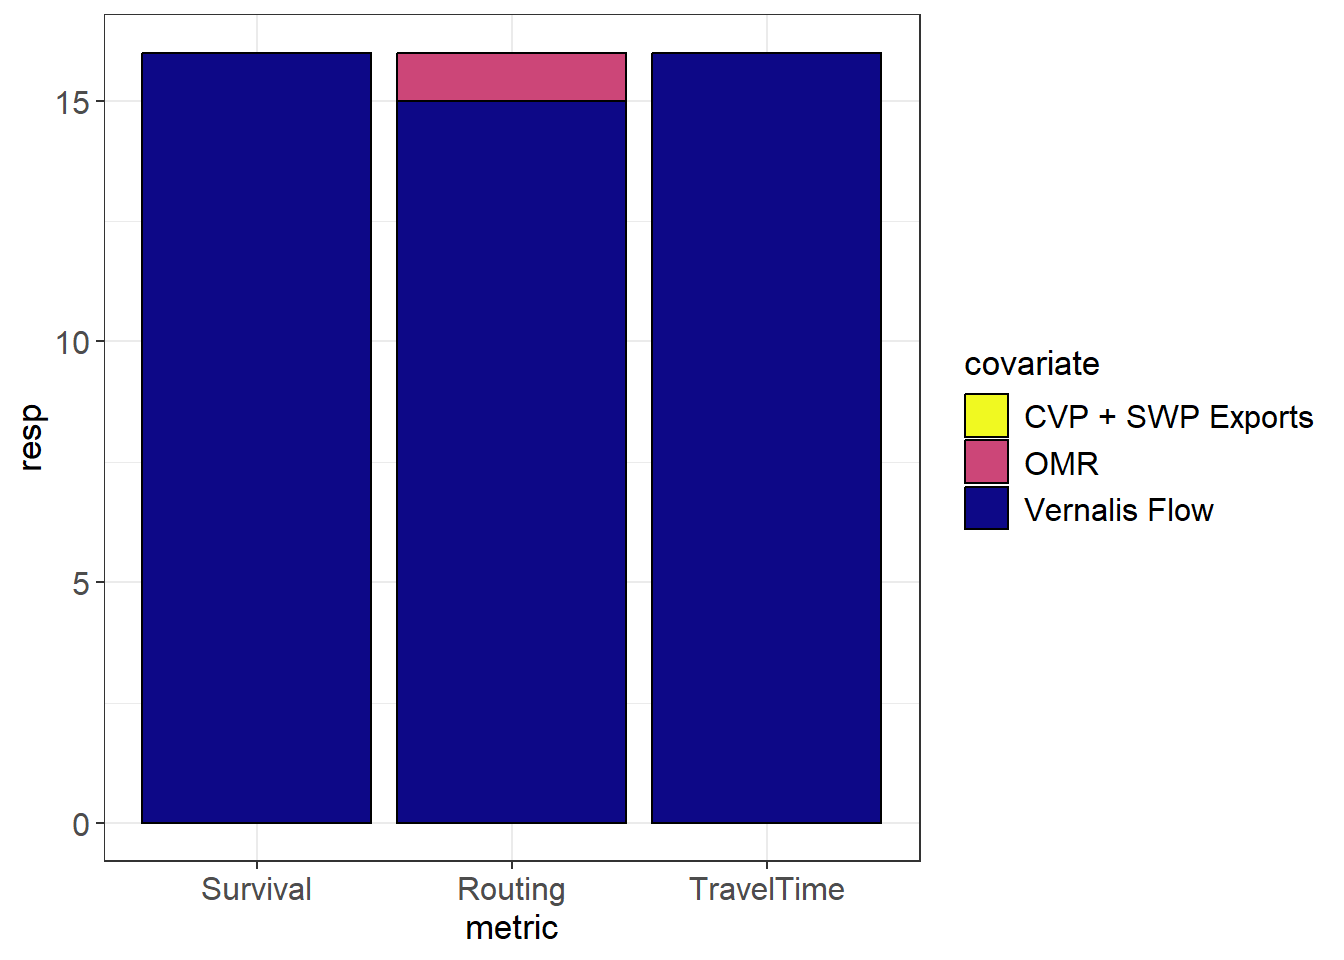 15
10
5
0
resp
Survival
Routing
TravelTime
metric
covariate
CVP + SWP Exports
OMR
Vernalis Flow